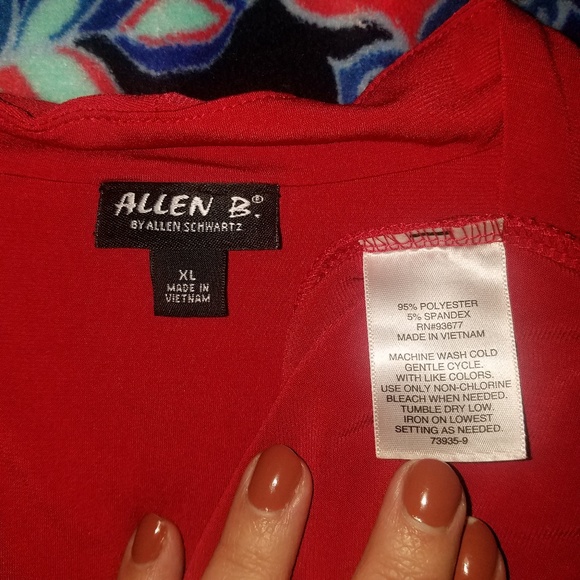 ALLEN B.®
BY ALLEN SCHWARTZ
XL
MADE IN
VIETNAM
95% POLYESTER
5% SPANDEX
RN#93677
MADE IN VIETNAM
MACHINE WASH COLD
GENTLE CYCLE.
WITH LIKE COLORS.
USE ONLY NON-CHLORINE
BLEACH WHEN NEEDED.
TUMBLE DRY LOW.
IRON ON LOWEST
SETTING AS NEEDED.
73935-9